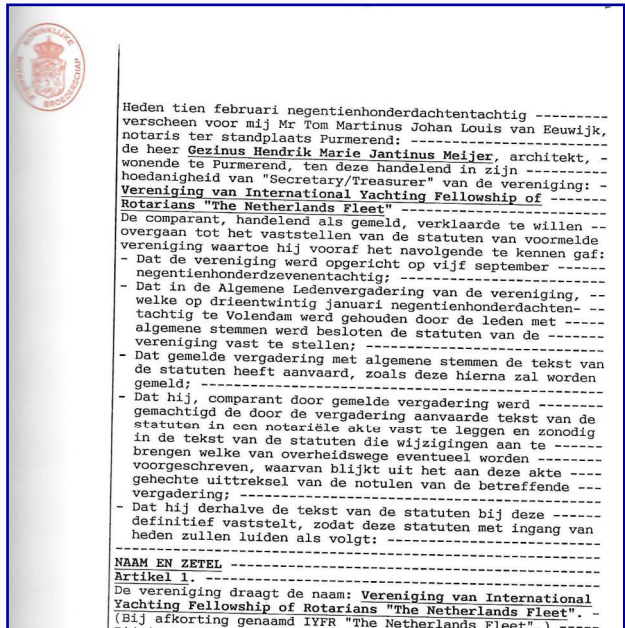 KONINKLIJKE
NOTARIËLE BROEDERSCHAP
Heden tien februari negentienhonderdachtentachtig ---------
verscheen voor mij Mr Tom Martinus Johan Louis van Eeuwijk,
notaris ter standplaats Purmerend: ------------------------
de heer Gezinus Hendrik Marie Jantinus Meijer, architekt, -
wonende te Purmerend, ten deze handelend in zijn ----------
hoedanigheid van "Secretary/Treasurer" van de vereniging: -
Vereniging van International Yachting Fellowship of -------
Rotarians "The Netherlands Fleet" -------------------------
De comparant, handelend als gemeld, verklaarde te willen --
overgaan tot het vaststellen van de statuten van voormelde
vereniging waartoe hij vooraf het navolgende te kennen gaf:
- Dat de vereniging werd opgericht op vijf september ------
negentienhonderdzevenentachtig; -------------------------
- Dat in de Algemene Ledenvergadering van de vereniging, --
welke op drieentwintig januari negentienhonderdachten- --
tachtig te Volendam werd gehouden door de leden met -----
algemene stemmen werd besloten de statuten van de -------
vereniging vast te stellen; -----------------------------
- Dat gemelde vergadering met algemene stemmen de tekst van
de statuten heeft aanvaard, zoals deze hierna zal worden
gemeld; -------------------------------------------------
- Dat hij, comparant door gemelde vergadering werd --------
gemachtigd de door de vergadering aanvaarde tekst van de
statuten in een notariële akte vast te leggen en zonodig
in de tekst van de statuten die wijzigingen aan te ------
brengen welke van overheidswege eventueel worden --------
voorgeschreven, waarvan blijkt uit het aan deze akte ----
gehechte uittreksel van de notulen van de betreffende ---
vergadering; --------------------------------------------
- Dat hij derhalve de tekst van de statuten bij deze ------
definitief vaststelt, zodat deze statuten met ingang van
heden zullen luiden als volgt: --------------------------
-----------------------------------------------------------
NAAM EN ZETEL ---------------------------------------------
Artikel 1. ------------------------------------------------
De vereniging draagt de naam: Vereniging van International
Yachting Fellowship of Rotarians "The Netherlands Fleet". -
(Bij afkorting genaamd IYFR "The Netherlands Fleet".) -----